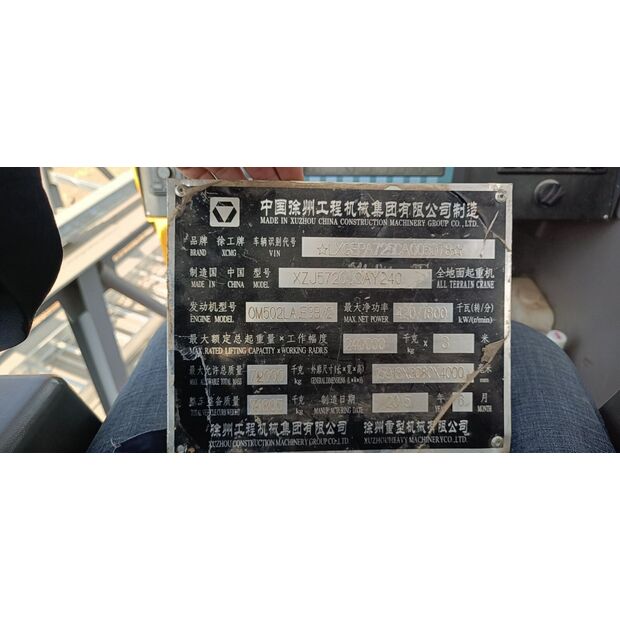 中国徐州工程机械集团有限公司制造
MADE IN XUZHOU CHINA CONSTRUCTION MACHINERY GROUP CO., LTD.
品牌 徐工牌 车辆识别代号
BRAND XCMG VIN
制造国 中国 型号 全地面起重机
MADE IN CHINA MODEL ALL TERRAIN CRANE
发动机型号 最大净功率 千瓦(转/分)
ENGINE MODEL MAX. NET POWER kW/(r/min)
最大额定总起重量×工作幅度 240000 千克 × 3 米
MAX.RATED LIFTING CAPACITY×WORKING RADIUS kg m
最大允许总质量 千克 外廓尺寸(长×宽×高) 毫米
MAX ALLOWABLE TOTAL MASS kg GENERAL DIMENSIONS (L×W×H) mm
整备质量 千克 制造日期 2015 年 月
TOTAL VEHICLE CURB WEIGHT kg MANUFACTURING DATE YEAR MONTH
徐州工程机械集团有限公司 徐州重型机械有限公司
XUZHOU CONSTRUCTION MACHINERY GROUP CO., LTD. XUZHOU HEAVY MACHINERY CO., LTD.